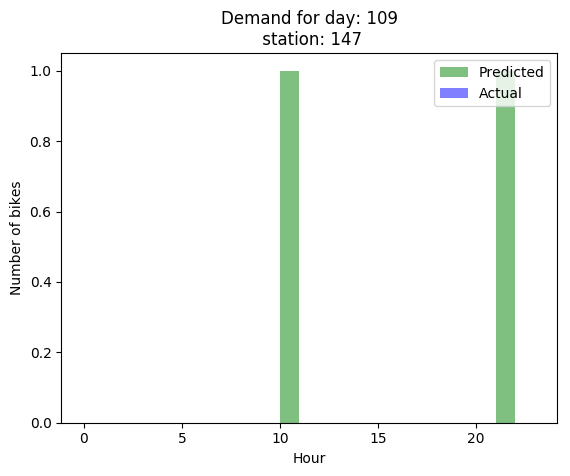 Demand for day: 109
station: 147
Predicted
Actual
1.0
0.8
0.6
0.4
0.2
0.0
Number of bikes
0 5 10 15 20
Hour